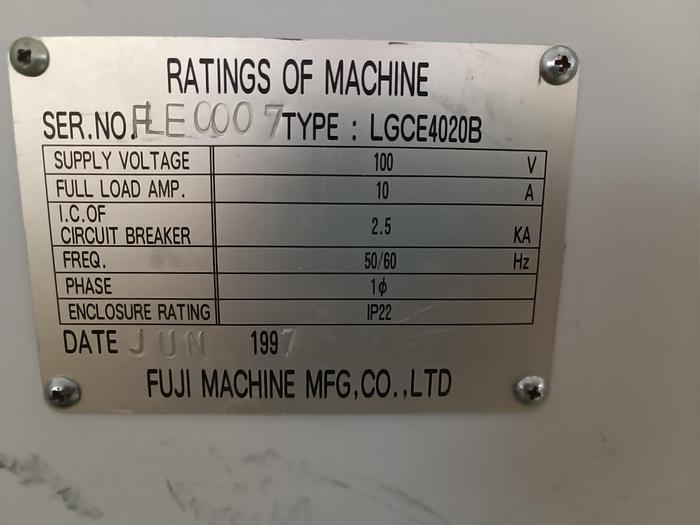 RATINGS OF MACHINE
SER.NO. FLE0007 TYPE : LGCE4020B
SUPPLY VOLTAGE 100 V
FULL LOAD AMP. 10 A
I.C.OF
CIRCUIT BREAKER 2.5 KA
FREQ. 50/60 Hz
PHASE 1ϕ
ENCLOSURE RATING IP22
DATE JUN 1997
FUJI MACHINE MFG,CO.,LTD